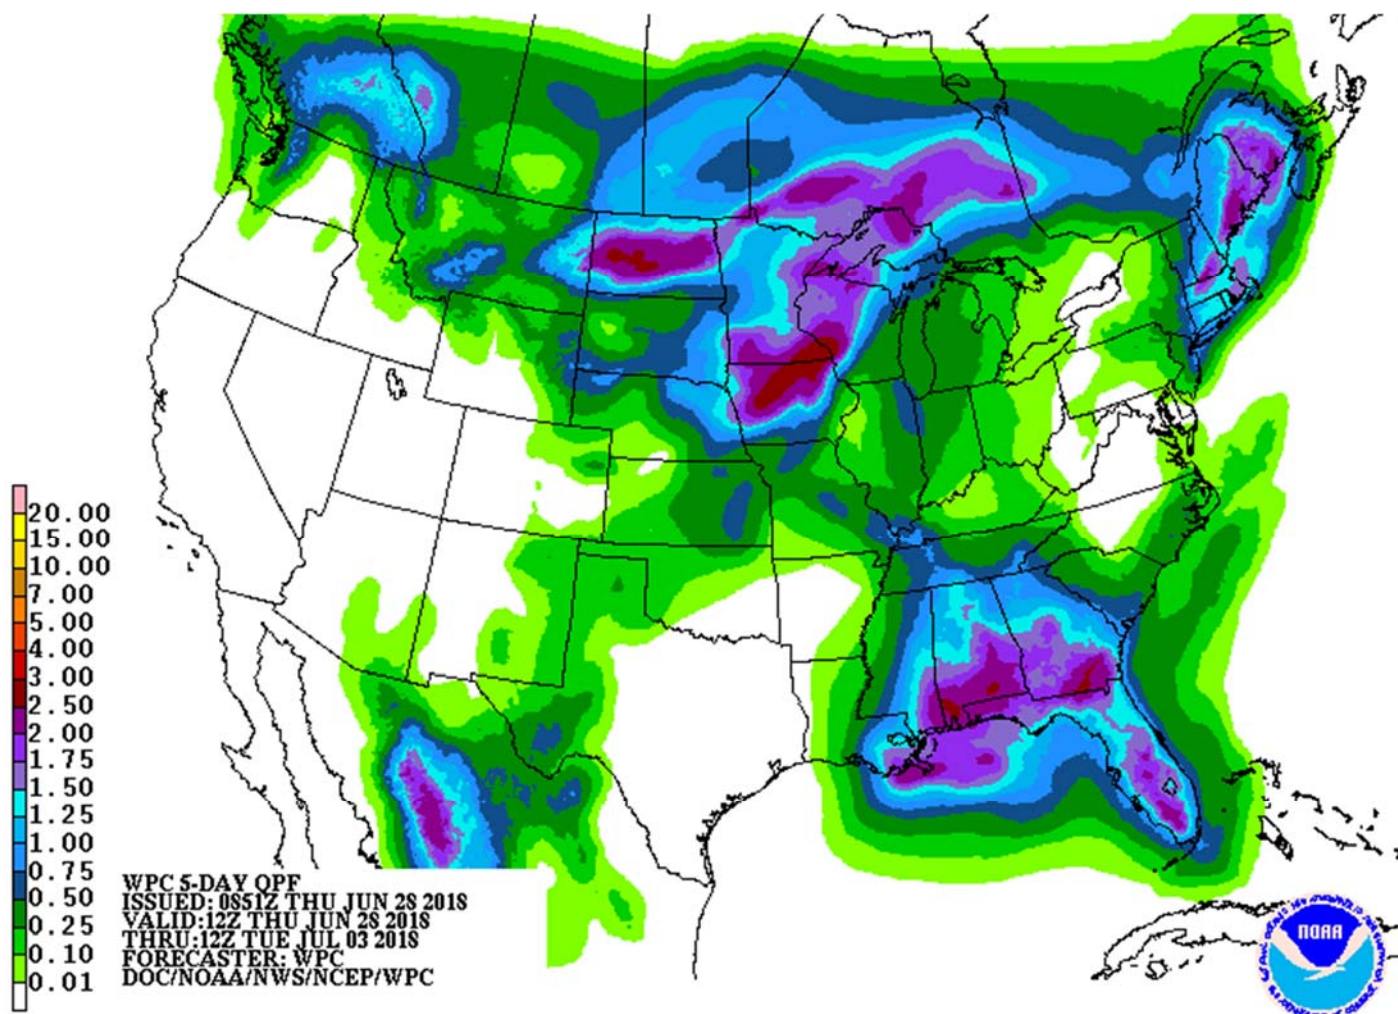 20.00
15.00
10.00
7.00
5.00
4.00
3.00
2.50
2.00
1.75
1.50
1.25
1.00
0.75
0.50
0.25
0.10
0.01
WPC 5-DAY QPF
ISSUED: 0851Z THU JUN 28 2018
VALID:12Z THU JUN 28 2018
THRU:12Z TUE JUL 03 2018
FORECASTER: WPC
DOC/NOAA/NWS/NCEP/WPC
NOAA